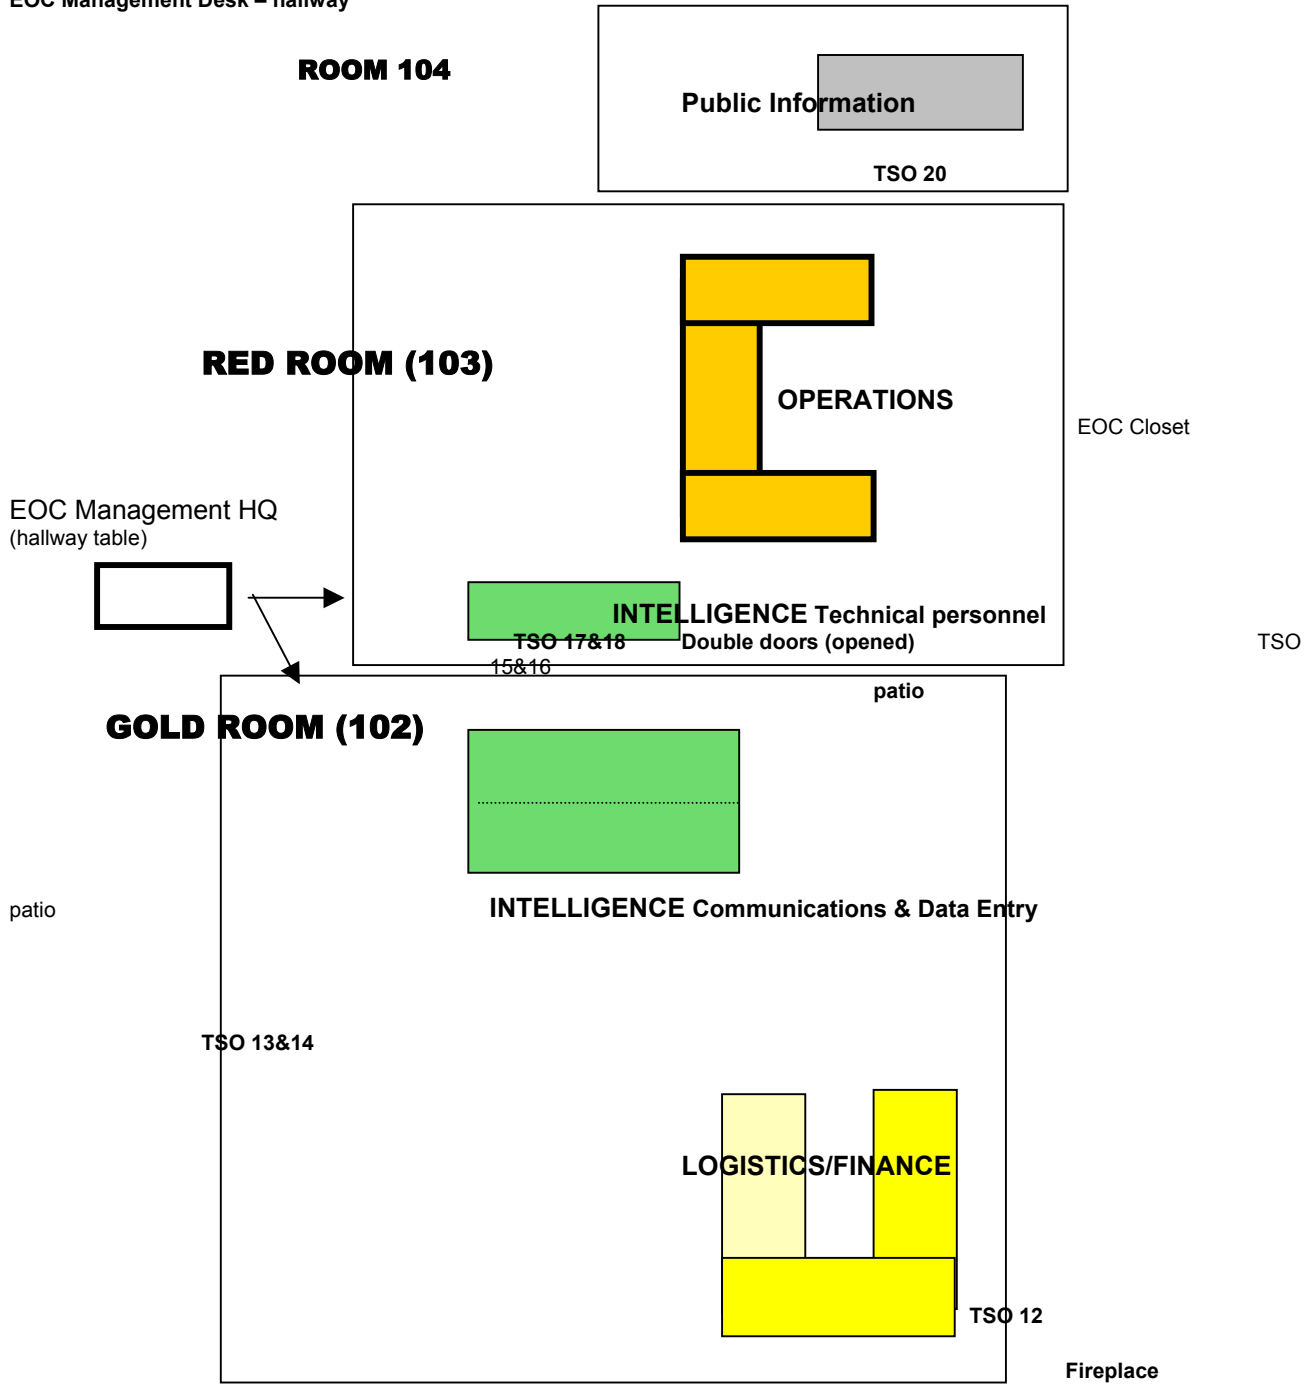 EOC Management Desk – hallway
ROOM 104
Public Information
TSO 20
RED ROOM (103)
OPERATIONS
EOC Closet
EOC Management HQ
(hallway table)
INTELLIGENCE Technical personnel
TSO 17&18 Double doors (opened) TSO
15&16
patio
GOLD ROOM (102)
patio INTELLIGENCE Communications & Data Entry
TSO 13&14
LOGISTICS/FINANCE
TSO 12
Fireplace